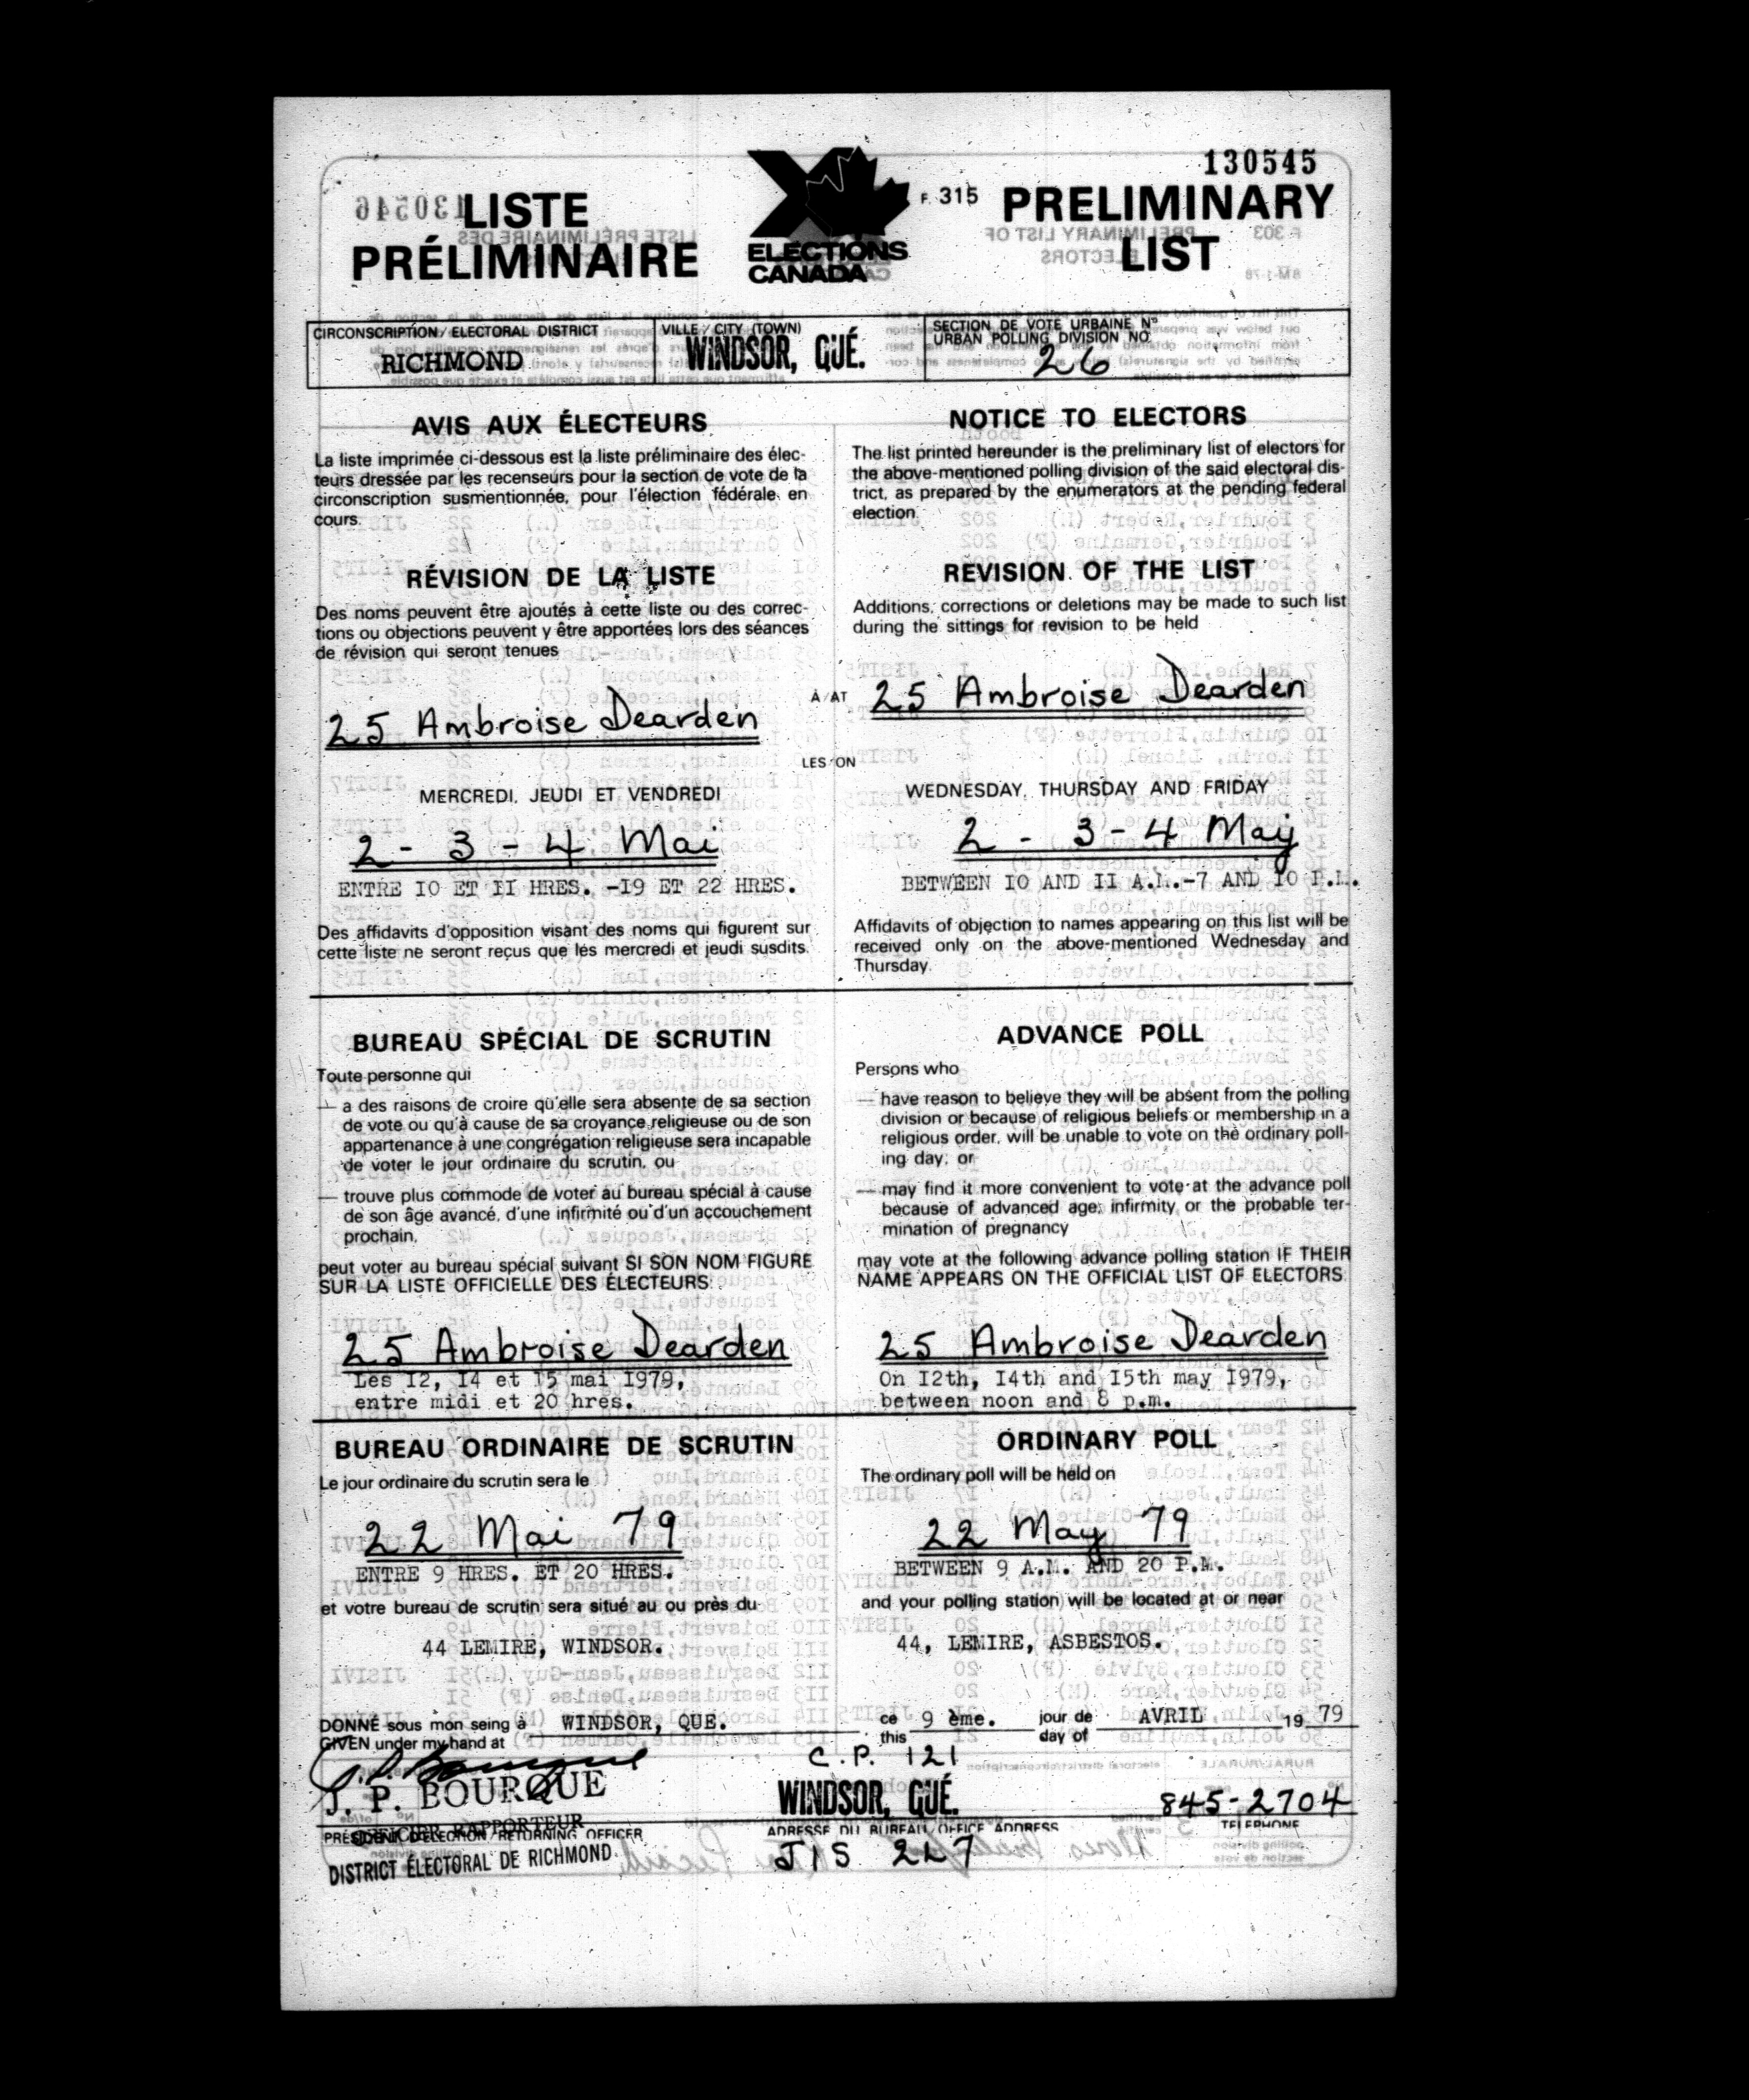 130545
LISTE
PRÉLIMINAIRE
ELECTIONS
CANADA
F. 315
PRELIMINARY
LIST
CIRCONSCRIPTION / ELECTORAL DISTRICT
RICHMOND
VILLE / CITY (TOWN)
WINDSOR, QUÉ.
SECTION DE VOTE URBAINE Nº
URBAN POLLING DIVISION NO.
26
AVIS AUX ÉLECTEURS
La liste imprimée ci-dessous est la liste préliminaire des élec-
teurs dressée par les recenseurs pour la section de vote de la
circonscription susmentionnée, pour l'élection fédérale en
cours.
RÉVISION DE LA LISTE
Des noms peuvent être ajoutés à cette liste ou des correc-
tions ou objections peuvent y être apportées lors des séances
de révision qui seront tenues
25 Ambroise Dearden
MERCREDI, JEUDI ET VENDREDI
2 - 3 - 4 Mai
ENTRE IO ET II HRES. -I9 ET 22 HRES.
Des affidavits d'opposition visant des noms qui figurent sur
cette liste ne seront reçus que les mercredi et jeudi susdits.
À / AT
LES / ON
NOTICE TO ELECTORS
The list printed hereunder is the preliminary list of electors for
the above-mentioned polling division of the said electoral dis-
trict, as prepared by the enumerators at the pending federal
election.
REVISION OF THE LIST
Additions, corrections or deletions may be made to such list
during the sittings for revision to be held
25 Ambroise Dearden
WEDNESDAY, THURSDAY AND FRIDAY
2 - 3 - 4 May
BETWEEN IO AND II A.M.-7 AND IO P.M.
Affidavits of objection to names appearing on this list will be
received only on the above-mentioned Wednesday and
Thursday.
BUREAU SPÉCIAL DE SCRUTIN
Toute personne qui
— a des raisons de croire qu'elle sera absente de sa section
de vote ou qu'à cause de sa croyance religieuse ou de son
appartenance à une congrégation religieuse sera incapable
de voter le jour ordinaire du scrutin, ou
— trouve plus commode de voter au bureau spécial à cause
de son âge avancé, d'une infirmité ou d'un accouchement
prochain,
peut voter au bureau spécial suivant SI SON NOM FIGURE
SUR LA LISTE OFFICIELLE DES ÉLECTEURS:
25 Ambroise Dearden
Les I2, I4 et I5 mai I979,
entre midi et 20 hres.
ADVANCE POLL
Persons who
— have reason to believe they will be absent from the polling
division or because of religious beliefs or membership in a
religious order, will be unable to vote on the ordinary poll-
ing day; or
— may find it more convenient to vote at the advance poll
because of advanced age, infirmity or the probable ter-
mination of pregnancy
may vote at the following advance polling station IF THEIR
NAME APPEARS ON THE OFFICIAL LIST OF ELECTORS:
25 Ambroise Dearden
On I2th, I4th and I5th may I979,
between noon and 8 p.m.
BUREAU ORDINAIRE DE SCRUTIN
Le jour ordinaire du scrutin sera le
22 Mai 79
ENTRE 9 HRES. ET 20 HRES.
et votre bureau de scrutin sera situé au ou près du
44 LEMIRE, WINDSOR.
ORDINARY POLL
The ordinary poll will be held on
22 May 79
BETWEEN 9 A.M. AND 20 P.M.
and your polling station will be located at or near
44, LEMIRE, ASBESTOS.
DONNÉ sous mon seing à WINDSOR, QUE. ce 9 ème. jour de AVRIL 19 79
GIVEN under my hand at this day of
C.P. 121
J. P. BOURQUE
WINDSOR, QUÉ.
845-2704
OFFICIER RAPPORTEUR
PRÉSIDENT D'ÉLECTION / RETURNING OFFICER
ADRESSE DU BUREAU / OFFICE ADDRESS
TELEPHONE
DISTRICT ÉLECTORAL DE RICHMOND
J1S 2L7